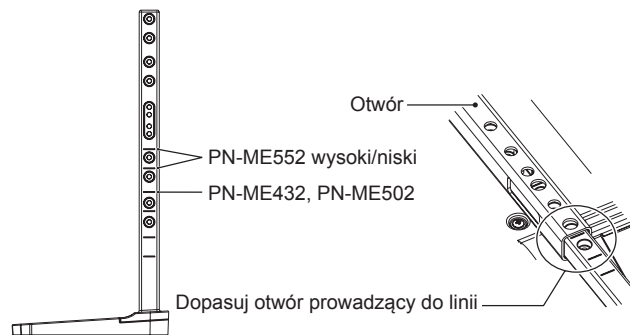 Otwór
PN-ME552 wysoki/niski
PN-ME432, PN-ME502
Dopasuj otwór prowadzący do linii